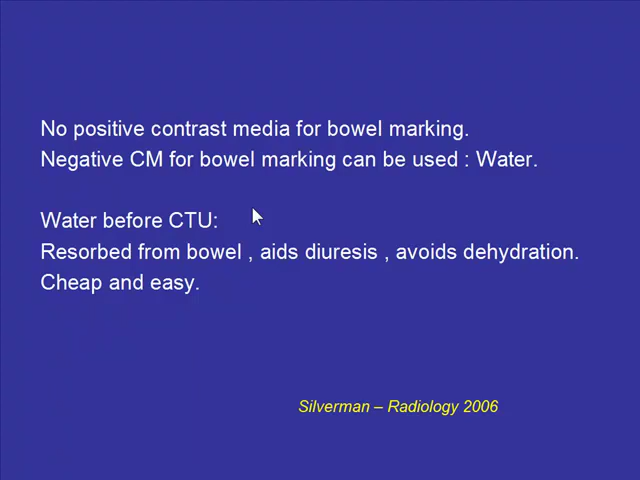 No positive contrast media for bowel marking.
Negative CM for bowel marking can be used : Water.
Water before CTU:
Resorbed from bowel , aids diuresis , avoids dehydration.
Cheap and easy.
Silverman – Radiology 2006